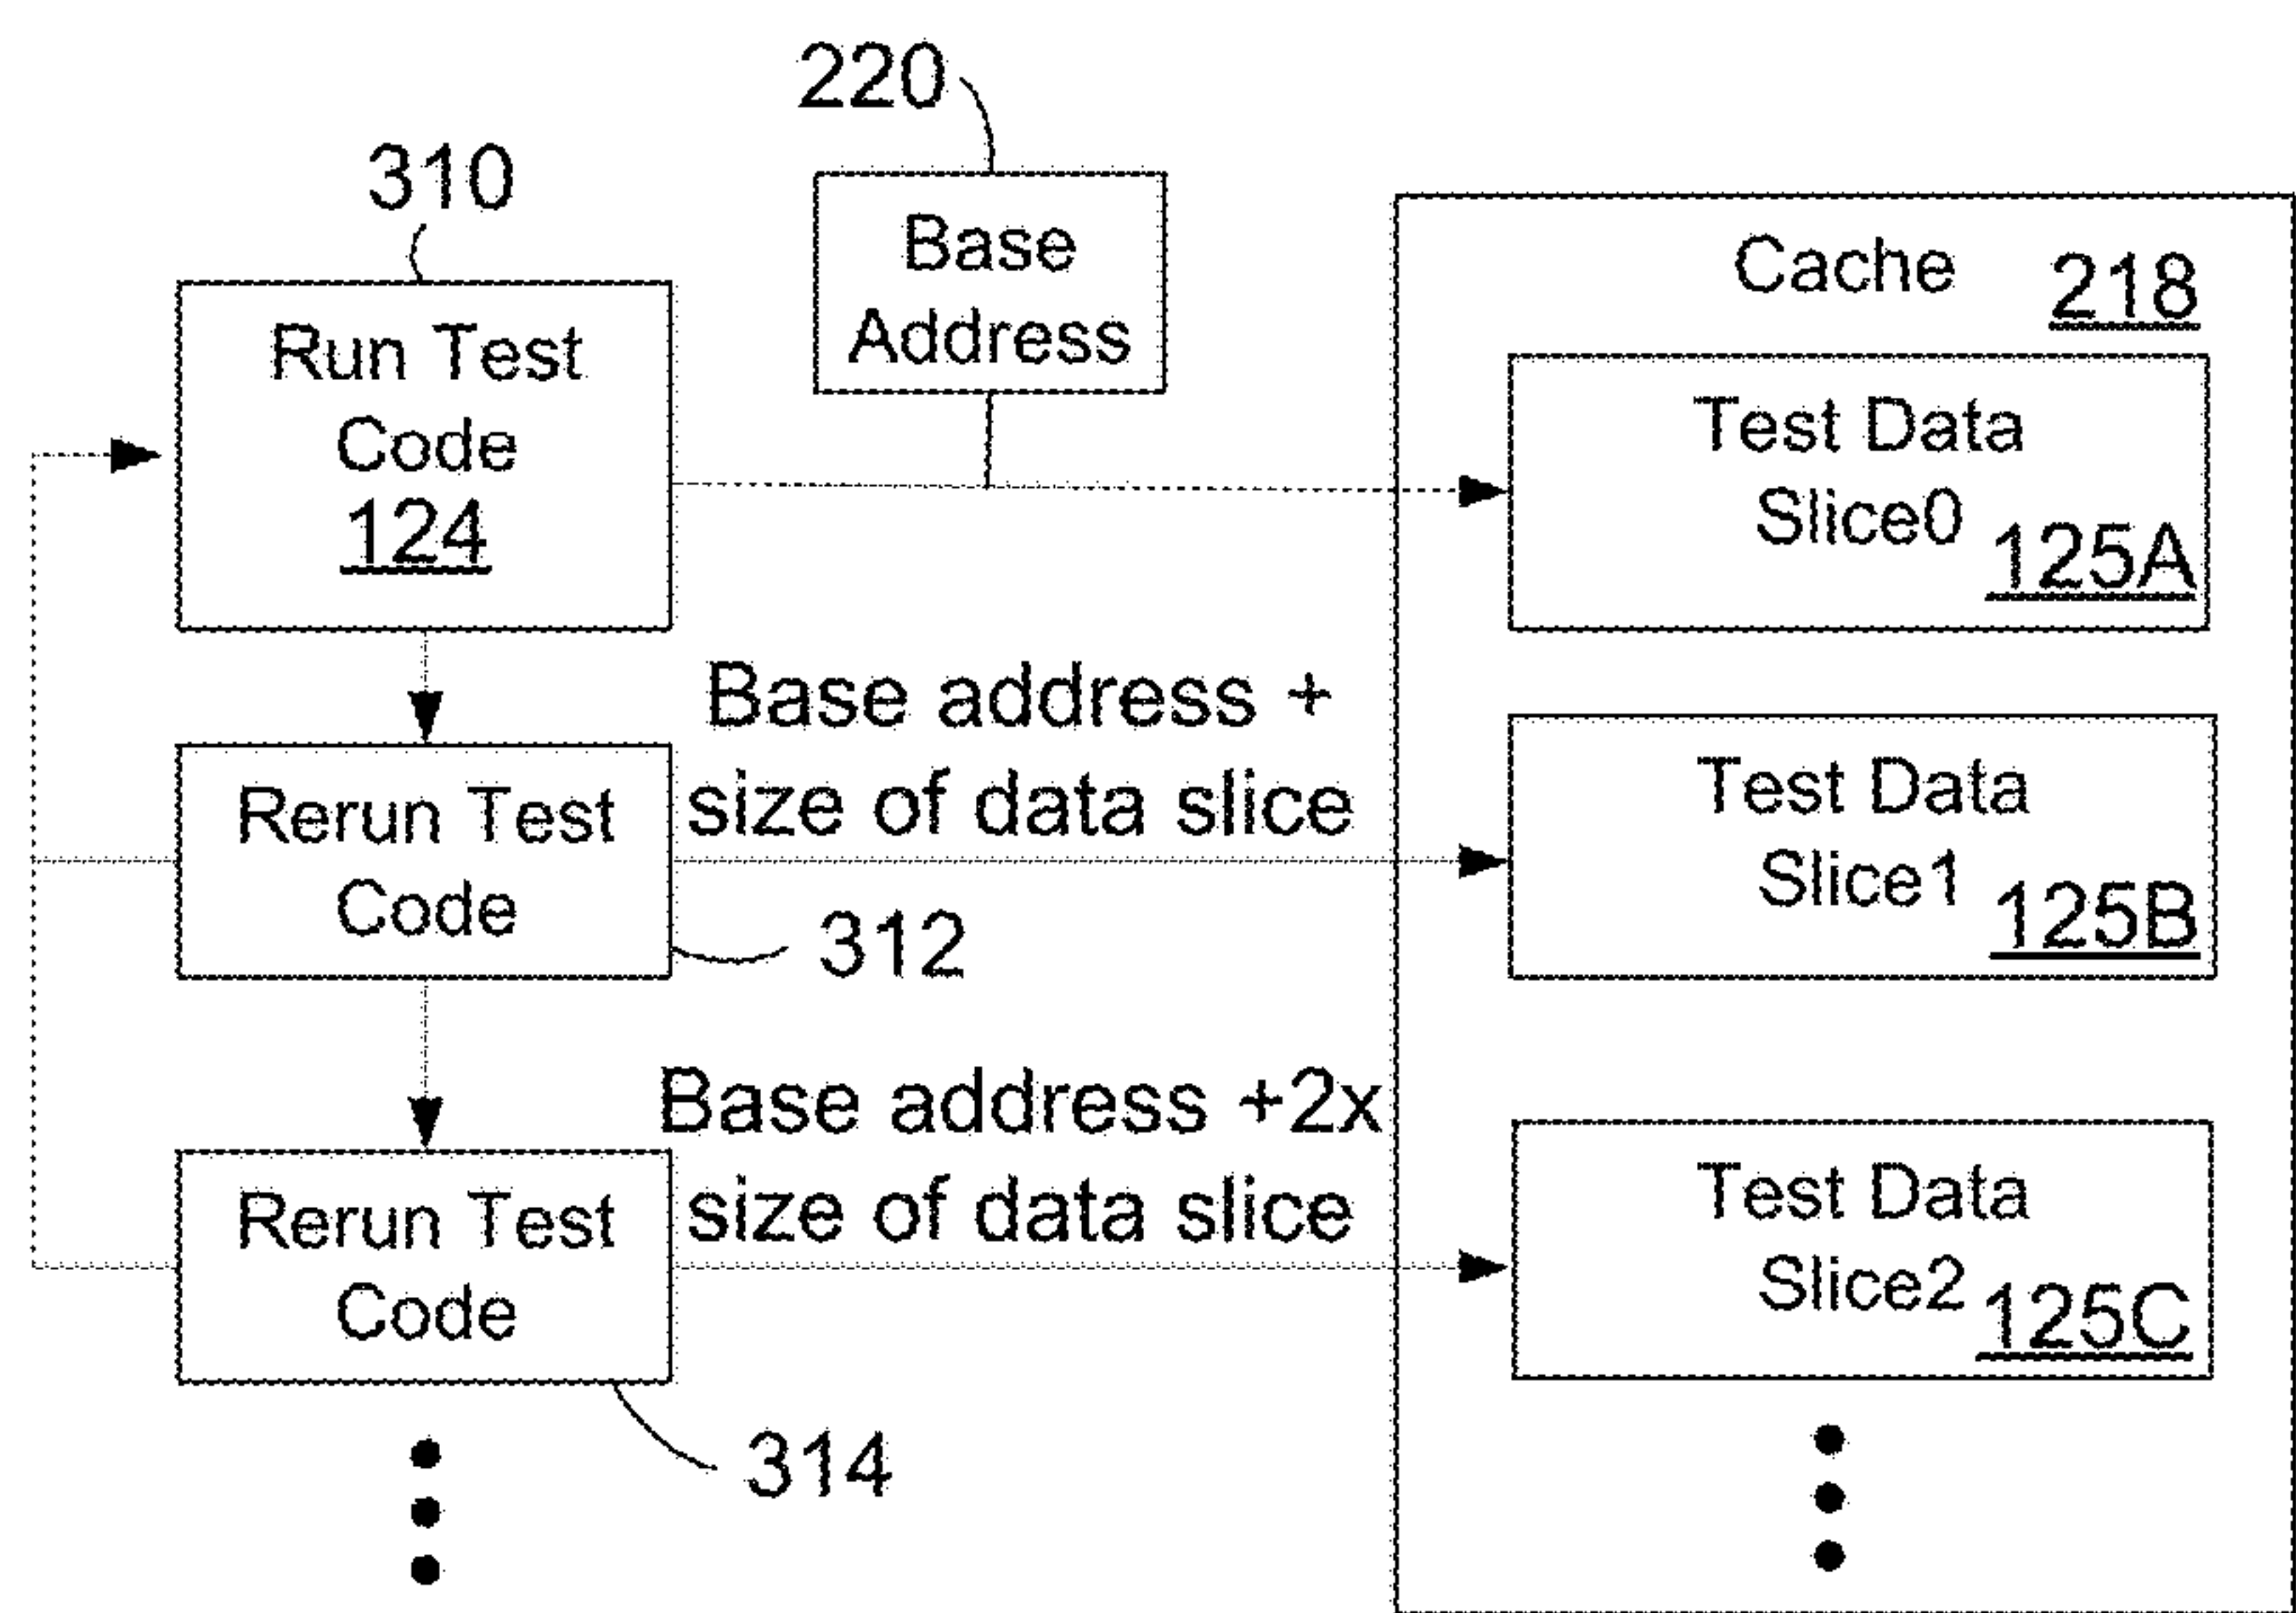 220
310
Base
Address
Cache 218
Run Test
Code
124
Test Data
Slice0 125A
Base address +
size of data slice
Rerun Test
Code
312
Test Data
Slice1 125B
Base address +2x
size of data slice
Rerun Test
Code
314
Test Data
Slice2 125C